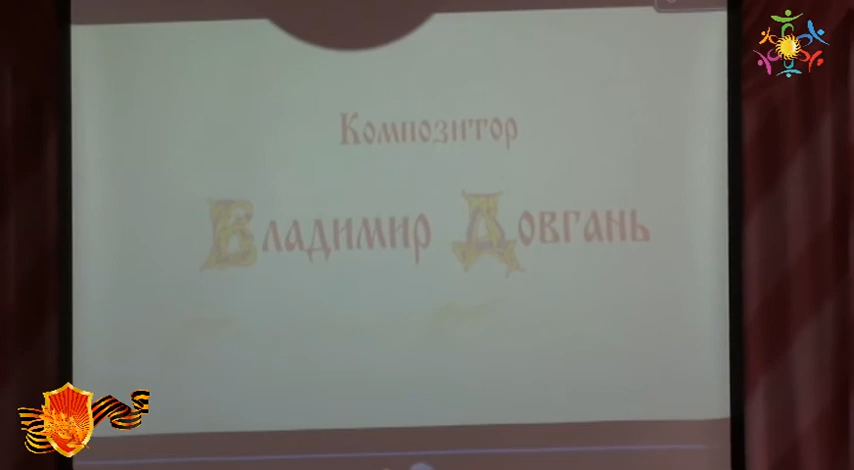 Композитор
Владимир Довгань